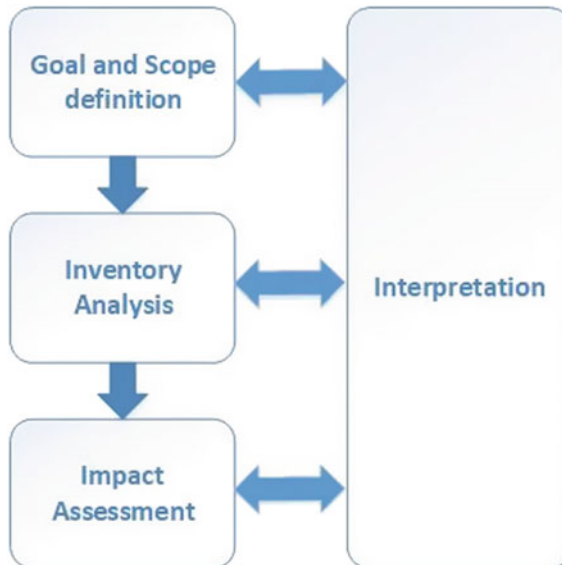 Goal and Scope
definition
Inventory
Analysis
Interpretation
Impact
Assessment